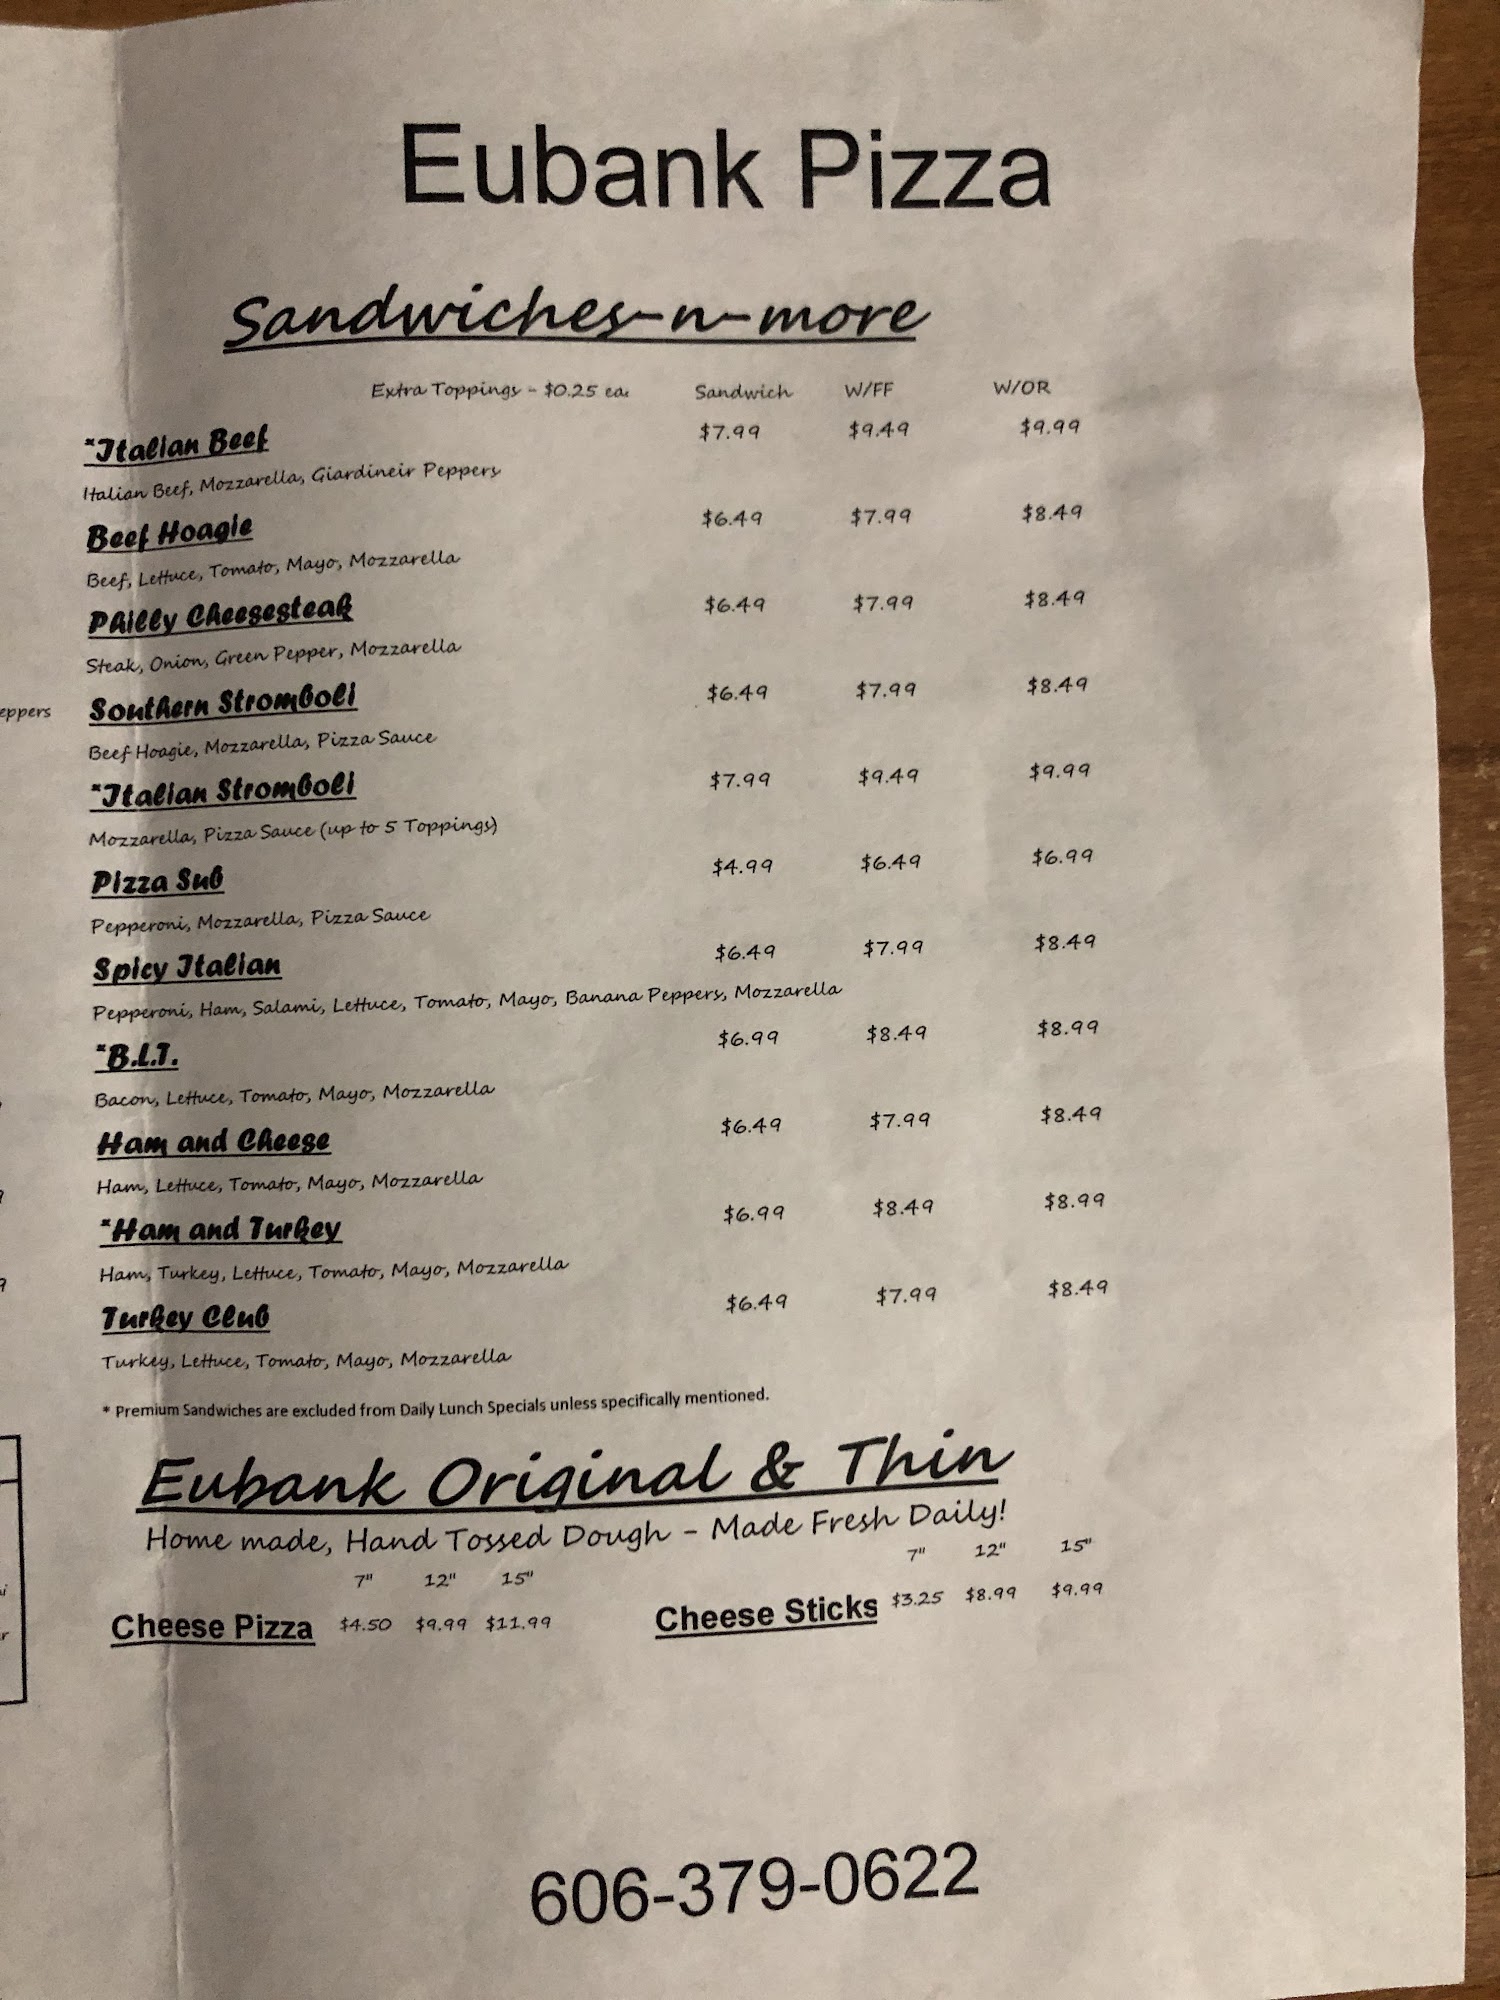 Eubank Pizza
Sandwiches-n-more
Extra Toppings - $0.25 ea. Sandwich W/FF W/OR
*Italian Beef $7.99 $9.49 $9.99
Italian Beef, Mozzarella, Giardineir Peppers
Beef Hoagie $6.49 $7.99 $8.49
Beef, Lettuce, Tomato, Mayo, Mozzarella
Philly Cheesesteak $6.49 $7.99 $8.49
Steak, Onion, Green Pepper, Mozzarella
Southern Stromboli $6.49 $7.99 $8.49
Beef Hoagie, Mozzarella, Pizza Sauce
*Italian Stromboli $7.99 $9.49 $9.99
Mozzarella, Pizza Sauce (up to 5 Toppings)
Pizza Sub $4.99 $6.49 $6.99
Pepperoni, Mozzarella, Pizza Sauce
Spicy Italian $6.49 $7.99 $8.49
Pepperoni, Ham, Salami, Lettuce, Tomato, Mayo, Banana Peppers, Mozzarella
*B.L.T. $6.99 $8.49 $8.99
Bacon, Lettuce, Tomato, Mayo, Mozzarella
Ham and Cheese $6.49 $7.99 $8.49
Ham, Lettuce, Tomato, Mayo, Mozzarella
*Ham and Turkey $6.99 $8.49 $8.99
Ham, Turkey, Lettuce, Tomato, Mayo, Mozzarella
Turkey Club $6.49 $7.99 $8.49
Turkey, Lettuce, Tomato, Mayo, Mozzarella
* Premium Sandwiches are excluded from Daily Lunch Specials unless specifically mentioned.
Eubank Original & Thin
Home made, Hand Tossed Dough - Made Fresh Daily!
7" 12" 15" 7" 12" 15"
Cheese Pizza $4.50 $9.99 $11.99 Cheese Sticks $3.25 $8.99 $9.99
606-379-0622